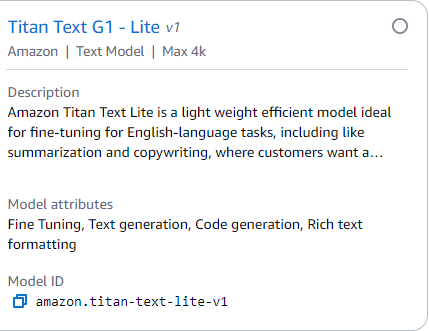 Titan Text G1 - Lite v1
Amazon | Text Model | Max 4k
Description
Amazon Titan Text Lite is a light weight efficient model ideal
for fine-tuning for English-language tasks, including like
summarization and copywriting, where customers want a...
Model attributes
Fine Tuning, Text generation, Code generation, Rich text
formatting
Model ID
amazon.titan-text-lite-v1